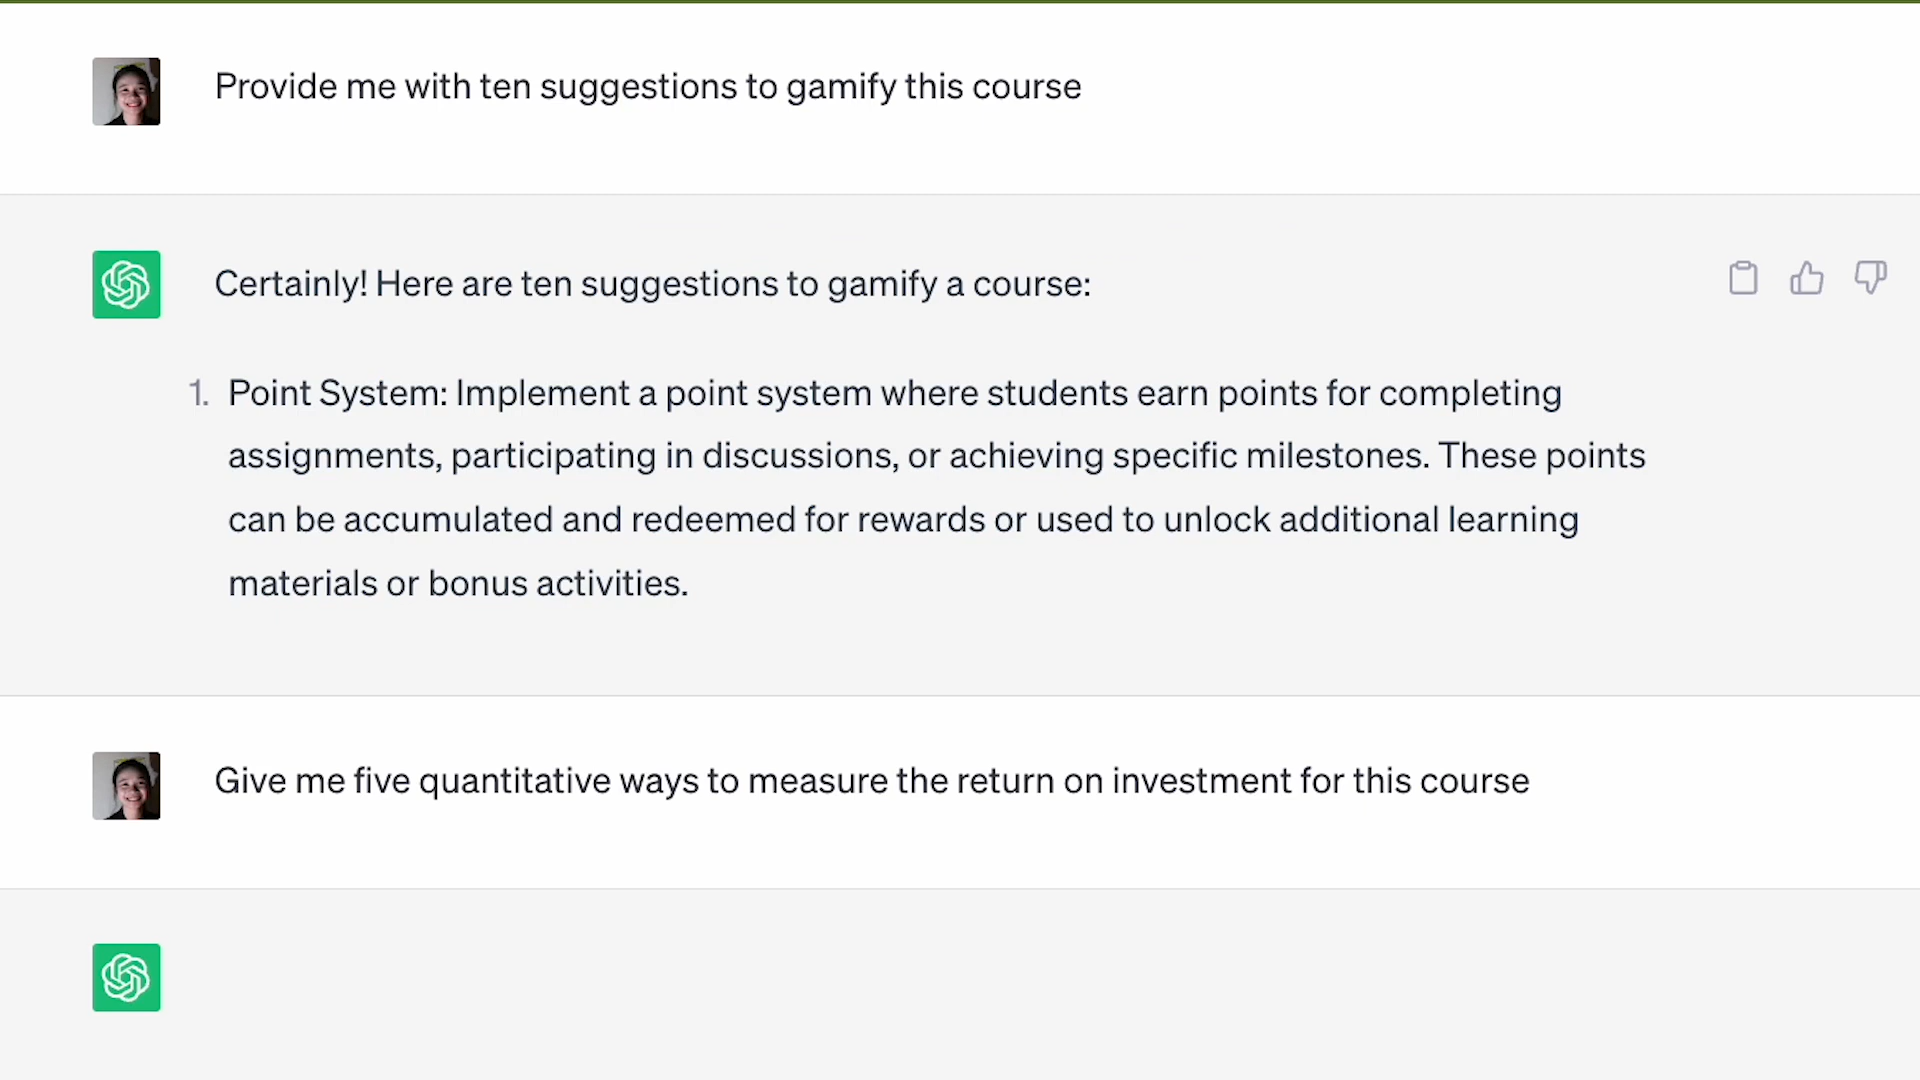 Provide me with ten suggestions to gamify this course
Certainly! Here are ten suggestions to gamify a course:
1. Point System: Implement a point system where students earn points for completing
assignments, participating in discussions, or achieving specific milestones. These points
can be accumulated and redeemed for rewards or used to unlock additional learning
materials or bonus activities.
Give me five quantitative ways to measure the return on investment for this course